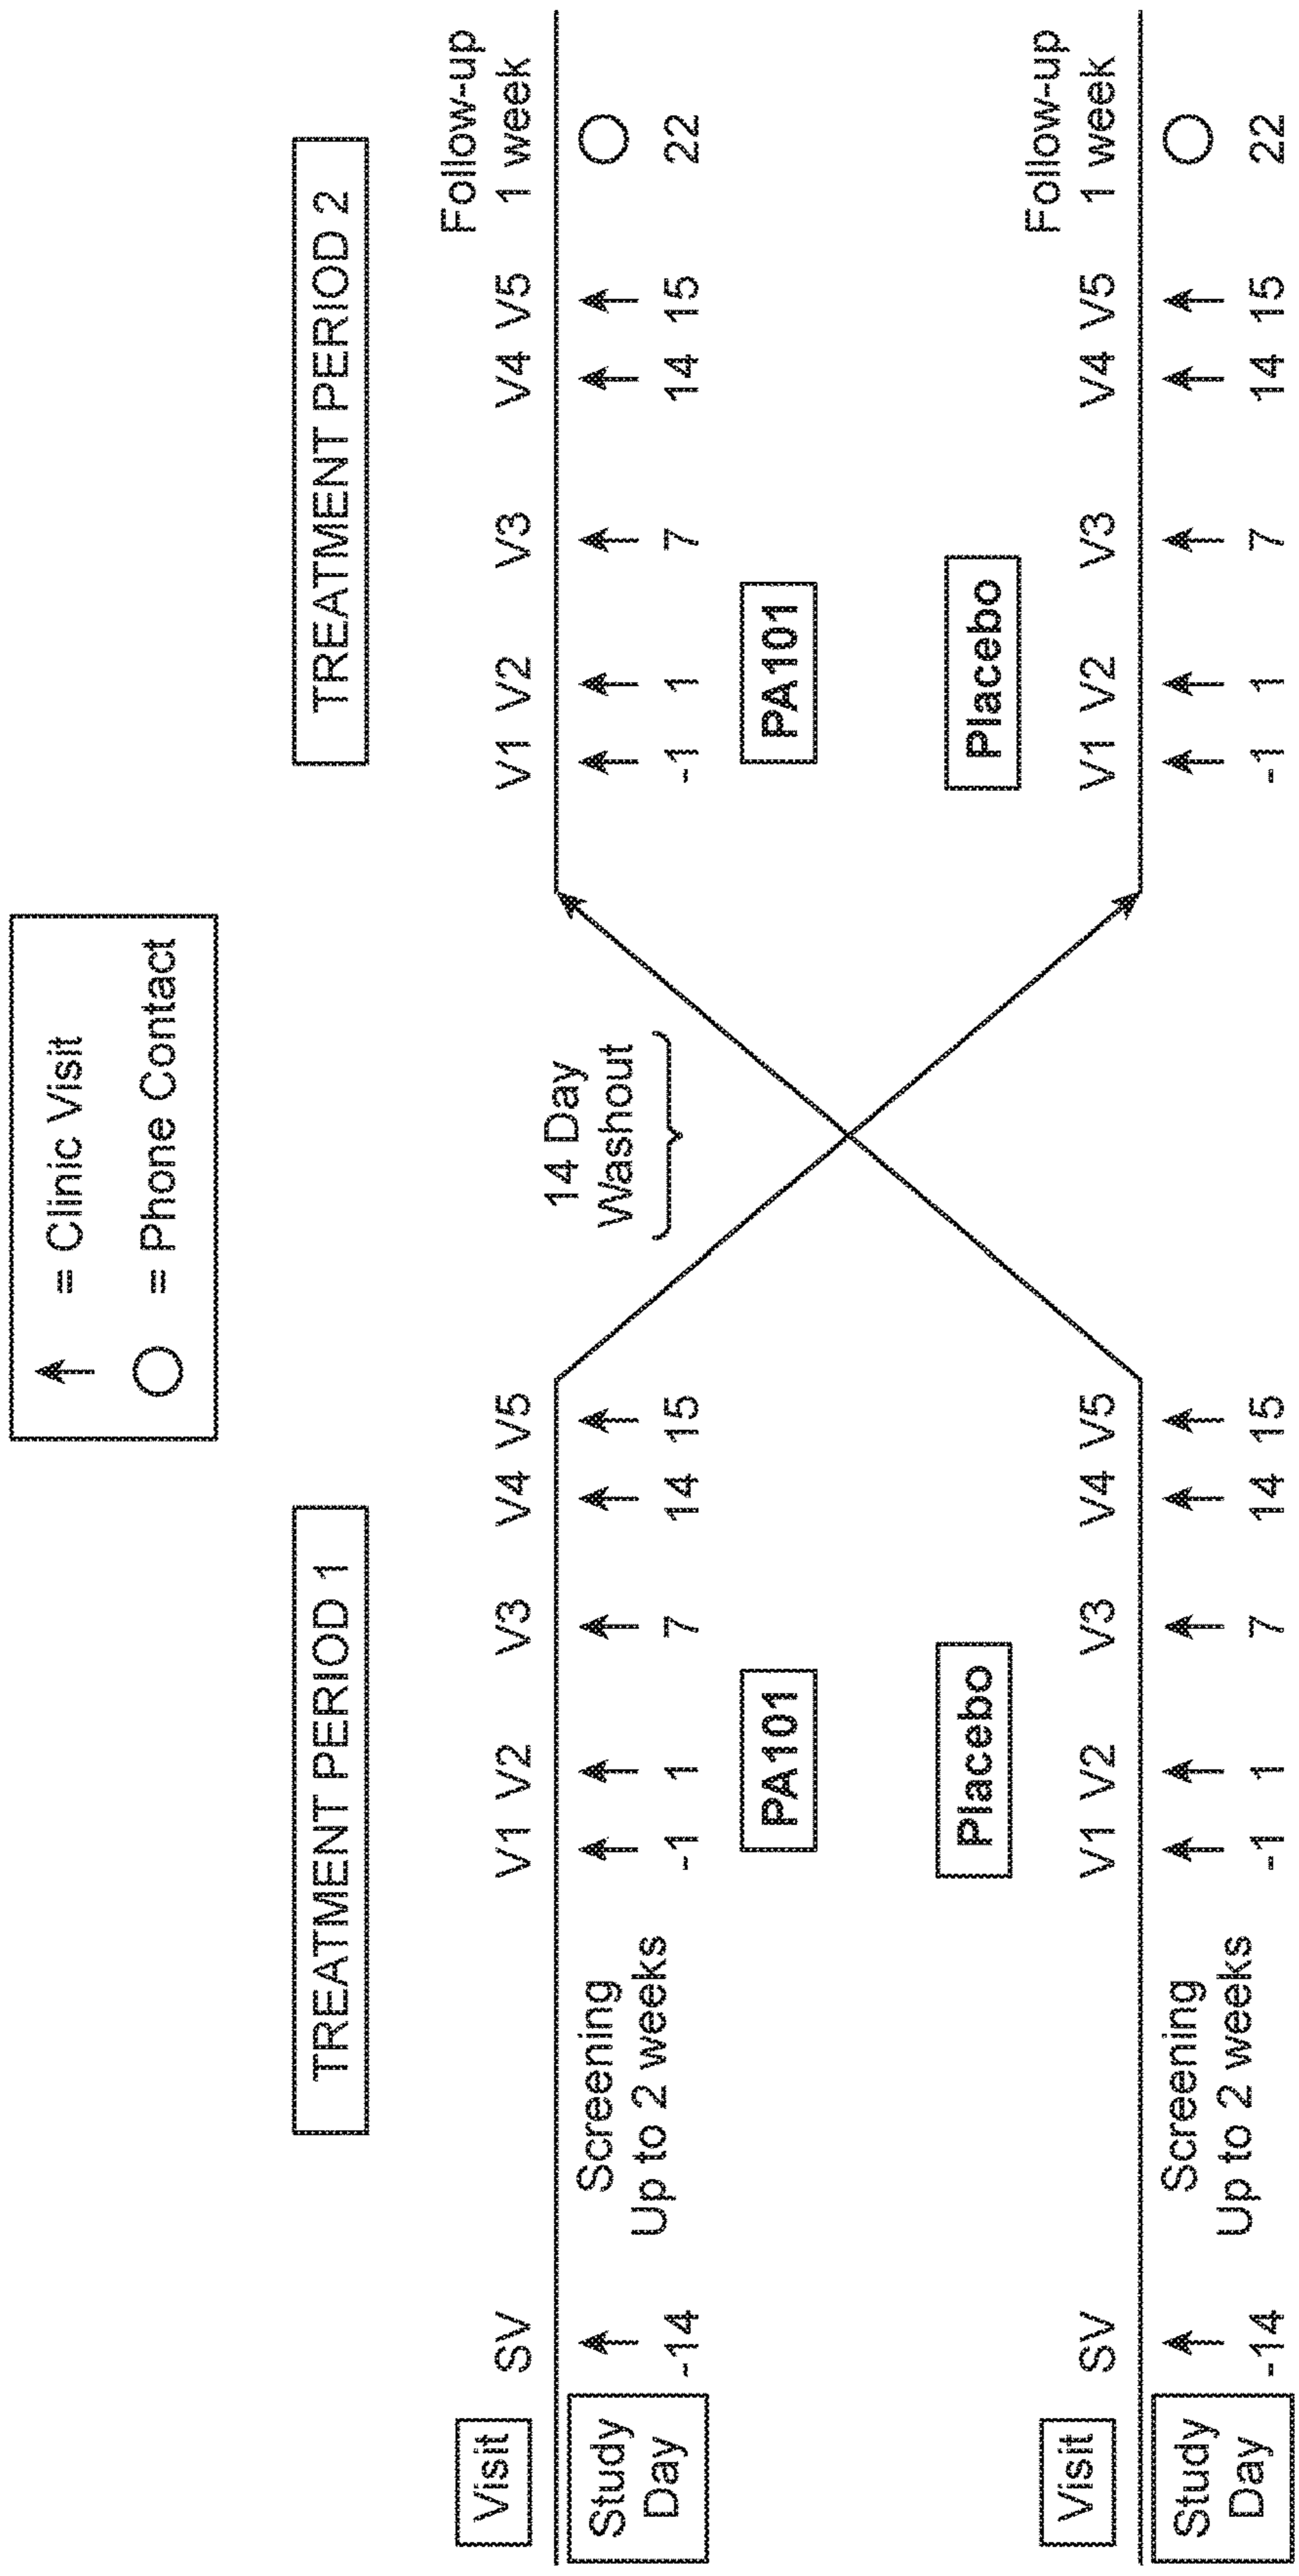 = Clinic Visit
= Phone Contact
TREATMENT PERIOD 1
TREATMENT PERIOD 2
Visit
SV
V1 V2 V3 V4 V5
V1 V2 V3 V4 V5
Follow-up
1 week
Study
Day
-14
Screening
Up to 2 weeks
-1 1 7 14 15
14 Day
Washout
-1 1 7 14 15 22
PA101
PA101
Placebo
Placebo
Visit
SV
V1 V2 V3 V4 V5
V1 V2 V3 V4 V5
Follow-up
1 week
Study
Day
-14
Screening
Up to 2 weeks
-1 1 7 14 15
-1 1 7 14 15 22